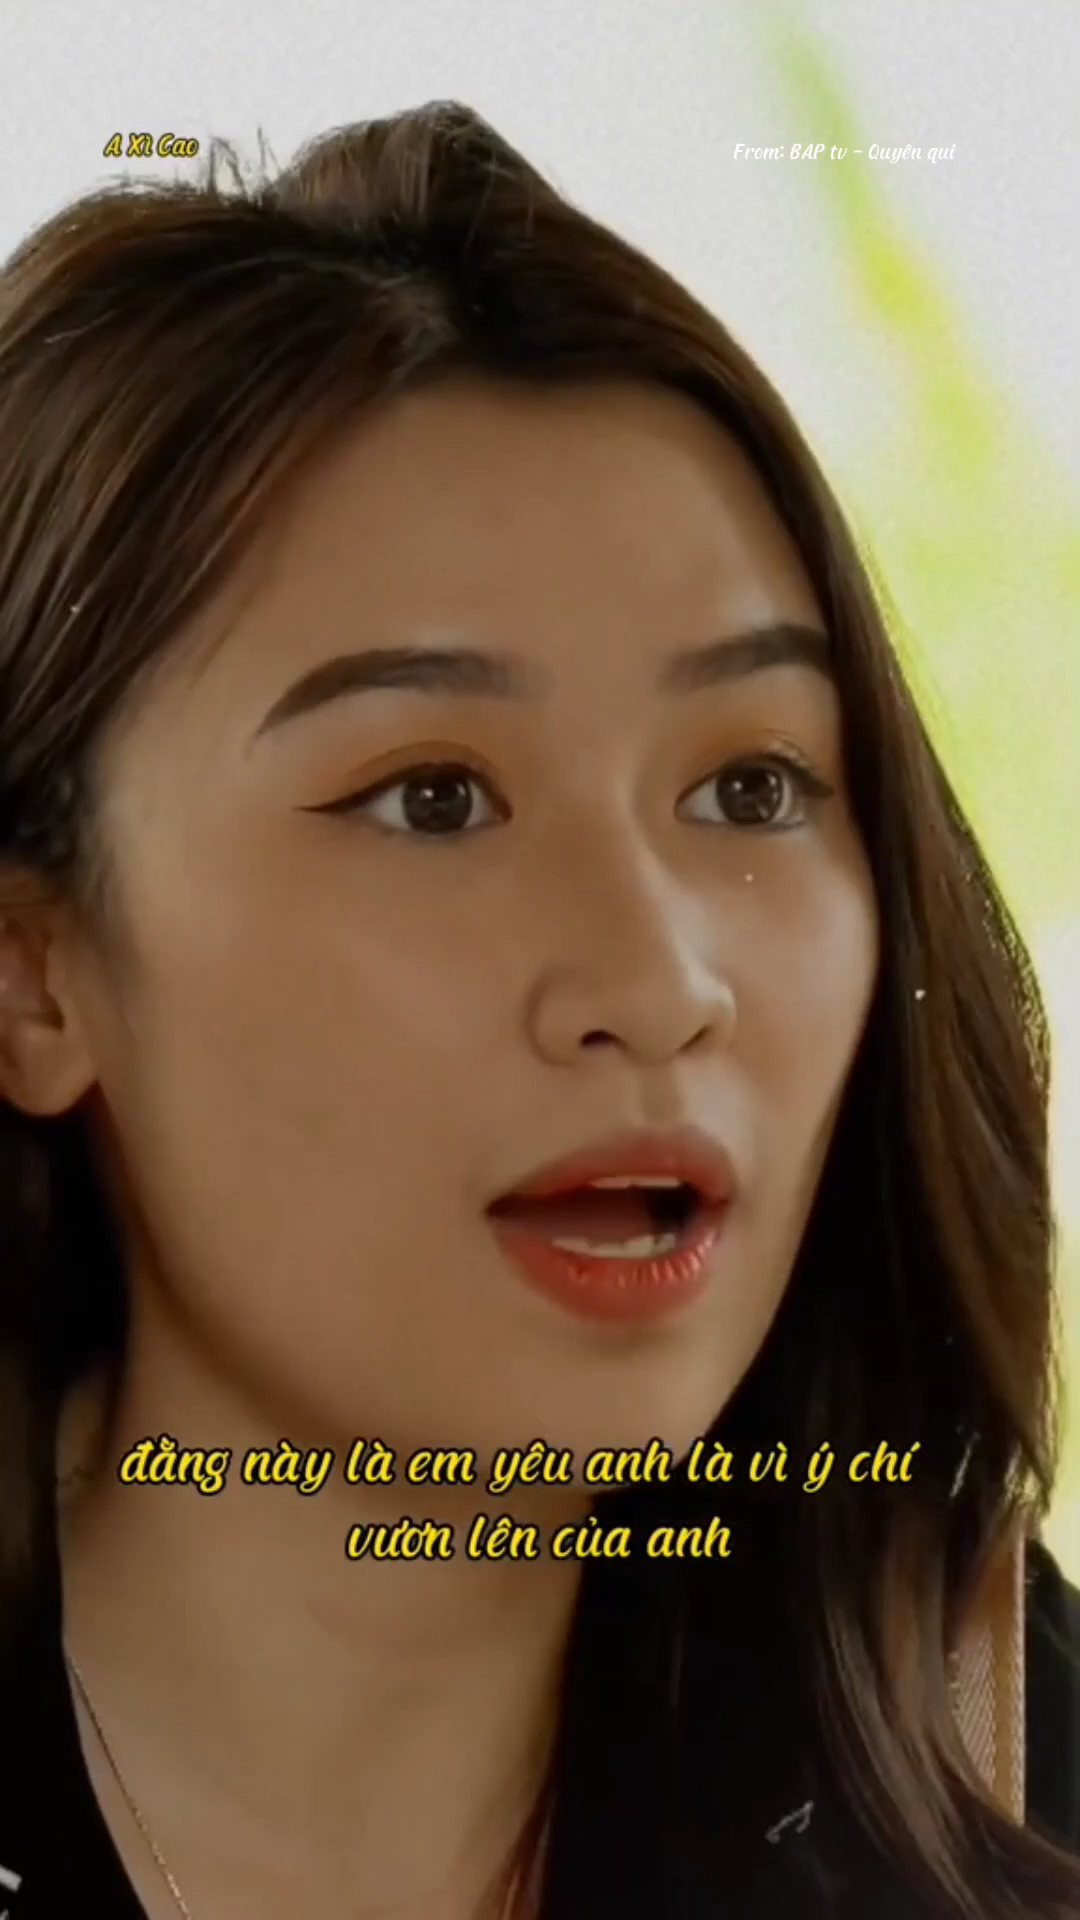 A Xì Cao
From: BAP tv - Quyên qui
đằng này là em yêu anh là vì ý chí
vươn lên của anh